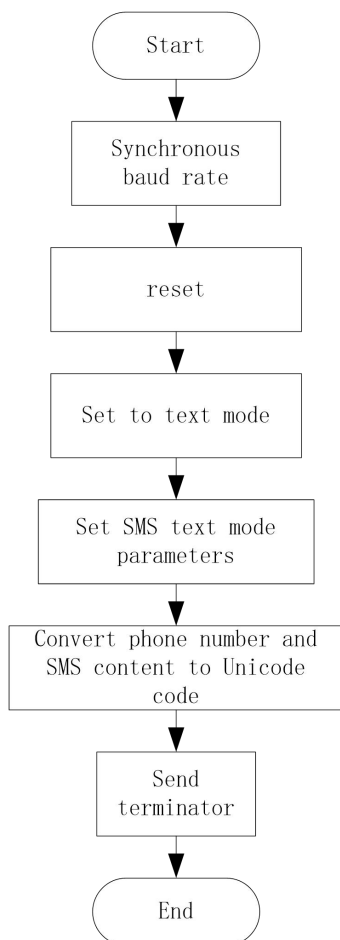 Start
Synchronous
baud rate
reset
Set to text mode
Set SMS text mode
parameters
Convert phone number and
SMS content to Unicode
code
Send
terminator
End